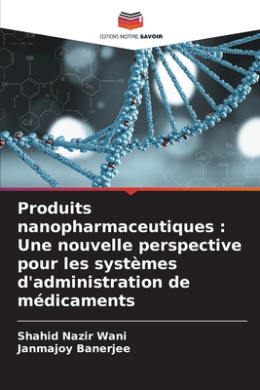 EDITIONS NOTRE SAVOIR
Produits
nanopharmaceutiques :
Une nouvelle perspective
pour les systèmes
d'administration de
médicaments
Shahid Nazir Wani
Janmajoy Banerjee